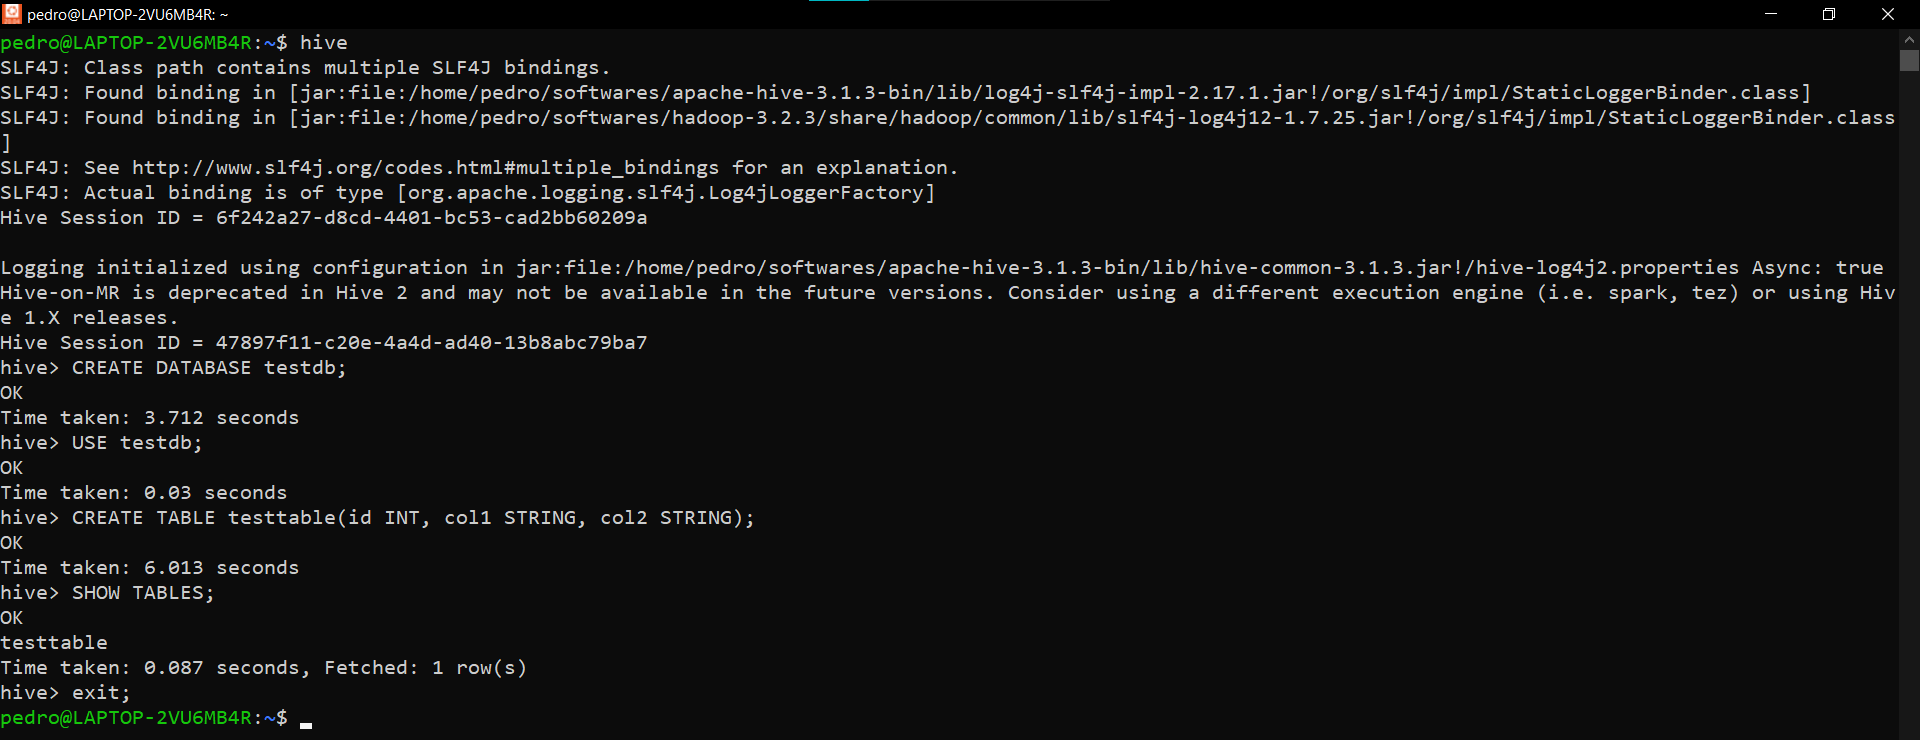 pedro@LAPTOP-2VU6MB4R: ~
pedro@LAPTOP-2VU6MB4R:~$ hive
SLF4J: Class path contains multiple SLF4J bindings.
SLF4J: Found binding in [jar:file:/home/pedro/softwares/apache-hive-3.1.3-bin/lib/log4j-slf4j-impl-2.17.1.jar!/org/slf4j/impl/StaticLoggerBinder.class]
SLF4J: Found binding in [jar:file:/home/pedro/softwares/hadoop-3.2.3/share/hadoop/common/lib/slf4j-log4j12-1.7.25.jar!/org/slf4j/impl/StaticLoggerBinder.class
]
SLF4J: See http://www.slf4j.org/codes.html#multiple_bindings for an explanation.
SLF4J: Actual binding is of type [org.apache.logging.slf4j.Log4jLoggerFactory]
Hive Session ID = 6f242a27-d8cd-4401-bc53-cad2bb60209a
Logging initialized using configuration in jar:file:/home/pedro/softwares/apache-hive-3.1.3-bin/lib/hive-common-3.1.3.jar!/hive-log4j2.properties Async: true
Hive-on-MR is deprecated in Hive 2 and may not be available in the future versions. Consider using a different execution engine (i.e. spark, tez) or using Hiv
e 1.X releases.
Hive Session ID = 47897f11-c20e-4a4d-ad40-13b8abc79ba7
hive> CREATE DATABASE testdb;
OK
Time taken: 3.712 seconds
hive> USE testdb;
OK
Time taken: 0.03 seconds
hive> CREATE TABLE testtable(id INT, col1 STRING, col2 STRING);
OK
Time taken: 6.013 seconds
hive> SHOW TABLES;
OK
testtable
Time taken: 0.087 seconds, Fetched: 1 row(s)
hive> exit;
pedro@LAPTOP-2VU6MB4R:~$